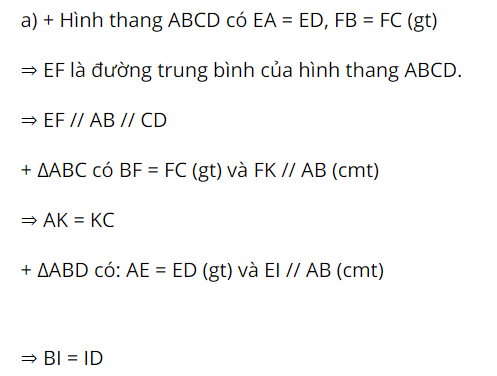 a) + Hình thang ABCD có EA = ED, FB = FC (gt)
⇒ EF là đường trung bình của hình thang ABCD.
⇒ EF // AB // CD
+ ΔABC có BF = FC (gt) và FK // AB (cmt)
⇒ AK = KC
+ ΔABD có: AE = ED (gt) và EI // AB (cmt)
⇒ BI = ID